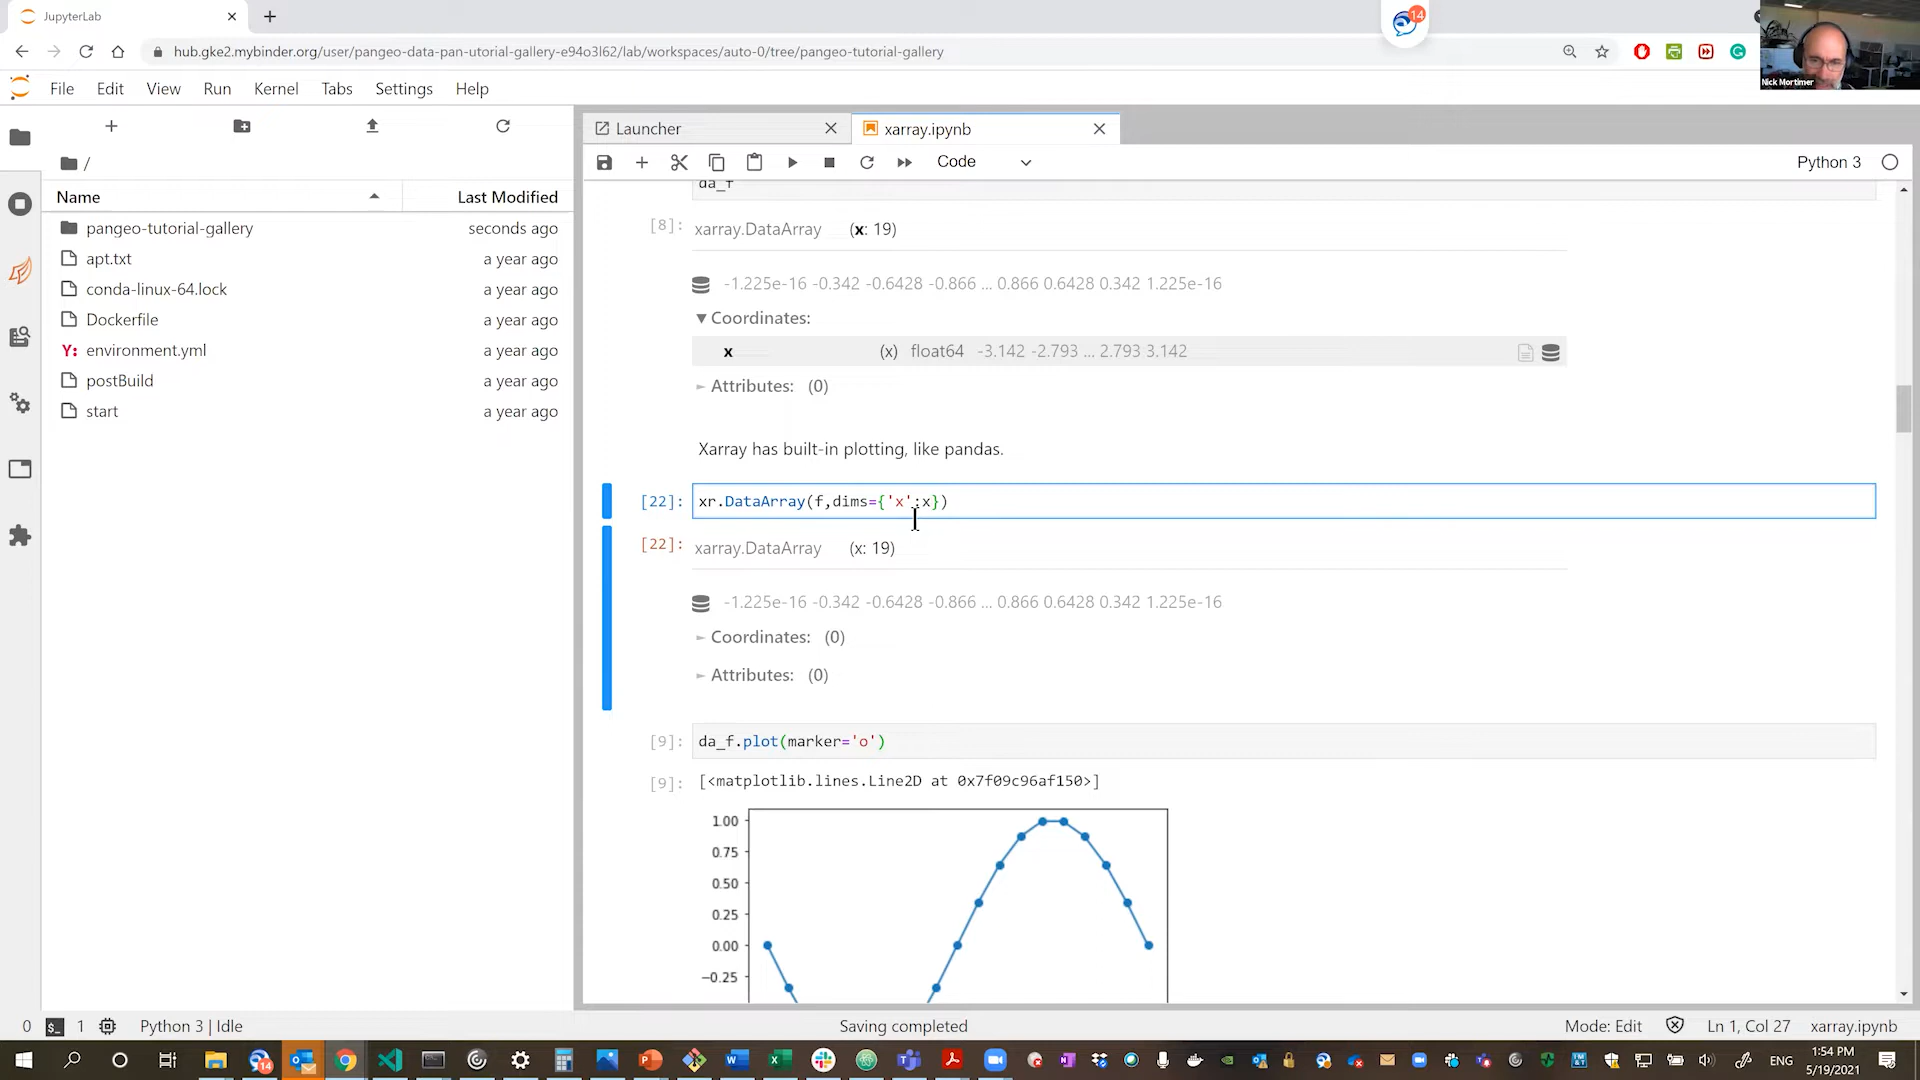 JupyterLab
14
hub.gke2.mybinder.org/user/pangeo-data-pan-utorial-gallery-e94o3l62/lab/workspaces/auto-0/tree/pangeo-tutorial-gallery
Nick Mortimer
File Edit View Run Kernel Tabs Settings Help
Launcher
xarray.ipynb
/
Code
Python 3
Name Last Modified
pangeo-tutorial-gallery seconds ago
apt.txt a year ago
conda-linux-64.lock a year ago
Dockerfile a year ago
Y: environment.yml a year ago
postBuild a year ago
start a year ago
da_f
[8]: xarray.DataArray (x: 19)
-1.225e-16 -0.342 -0.6428 -0.866 ... 0.866 0.6428 0.342 1.225e-16
▼Coordinates:
x (x) float64 -3.142 -2.793 ... 2.793 3.142
► Attributes: (0)
Xarray has built-in plotting, like pandas.
[22]: xr.DataArray(f,dims={'x':x})
[22]: xarray.DataArray (x: 19)
-1.225e-16 -0.342 -0.6428 -0.866 ... 0.866 0.6428 0.342 1.225e-16
► Coordinates: (0)
► Attributes: (0)
[9]: da_f.plot(marker='o')
[9]: [<matplotlib.lines.Line2D at 0x7f09c96af150>]
1.00
0.75
0.50
0.25
0.00
−0.25
0 1 Python 3 | Idle Saving completed Mode: Edit Ln 1, Col 27 xarray.ipynb
14
ENG
1:54 PM
5/19/2021